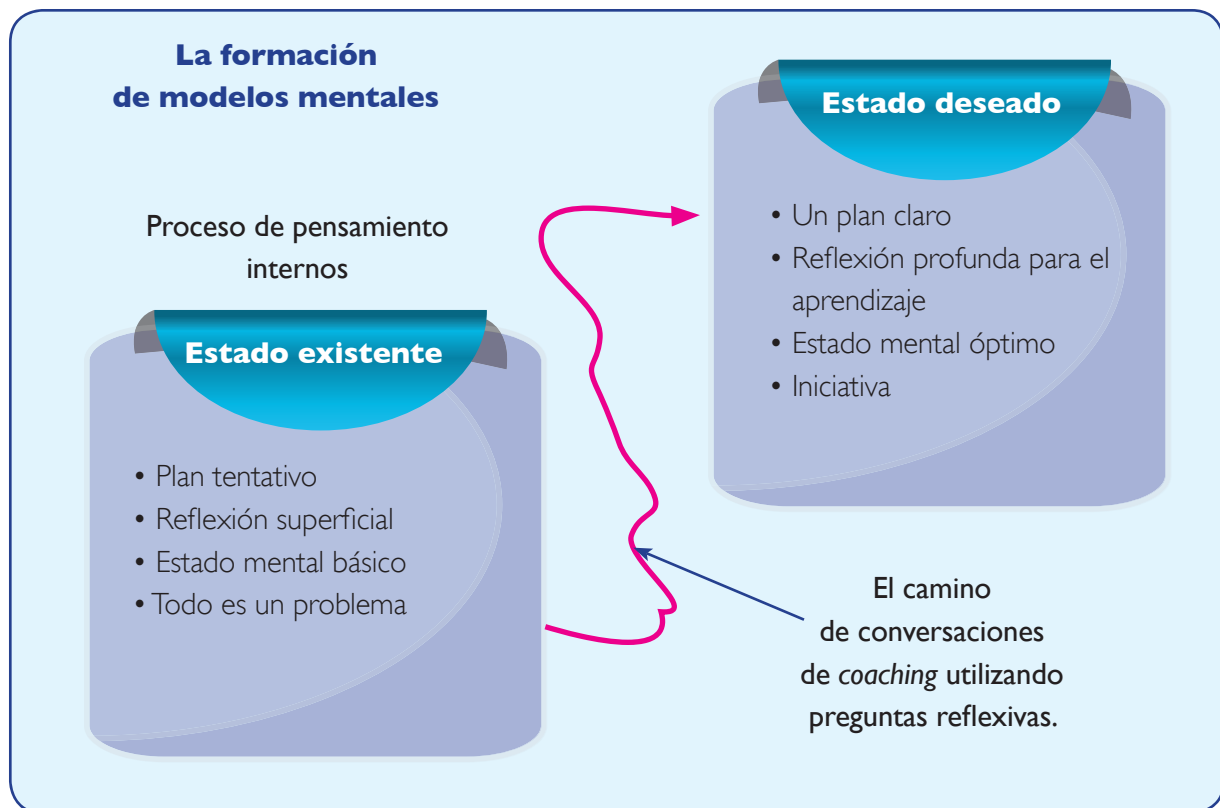 La formación
de modelos mentales
Proceso de pensamiento
internos
Estado existente
• Plan tentativo
• Reflexión superficial
• Estado mental básico
• Todo es un problema
Estado deseado
• Un plan claro
• Reflexión profunda para el
aprendizaje
• Estado mental óptimo
• Iniciativa
El camino
de conversaciones
de coaching utilizando
preguntas reflexivas.